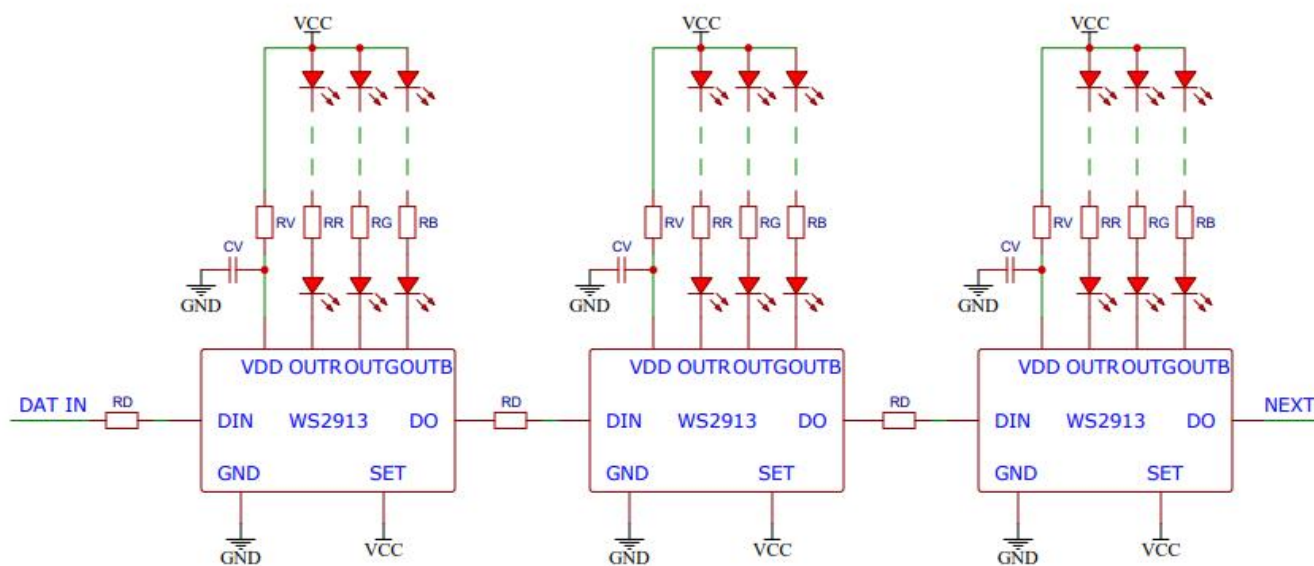 VCC VCC VCC
RV RR RG RB RV RR RG RB RV RR RG RB
CV CV CV
GND GND GND
VDD OUTR OUTG OUTB VDD OUTR OUTG OUTB VDD OUTR OUTG OUTB
DAT IN RD DIN WS2913 DO RD DIN WS2913 DO RD DIN WS2913 DO NEXT
GND SET GND SET GND SET
GND VCC GND VCC GND VCC